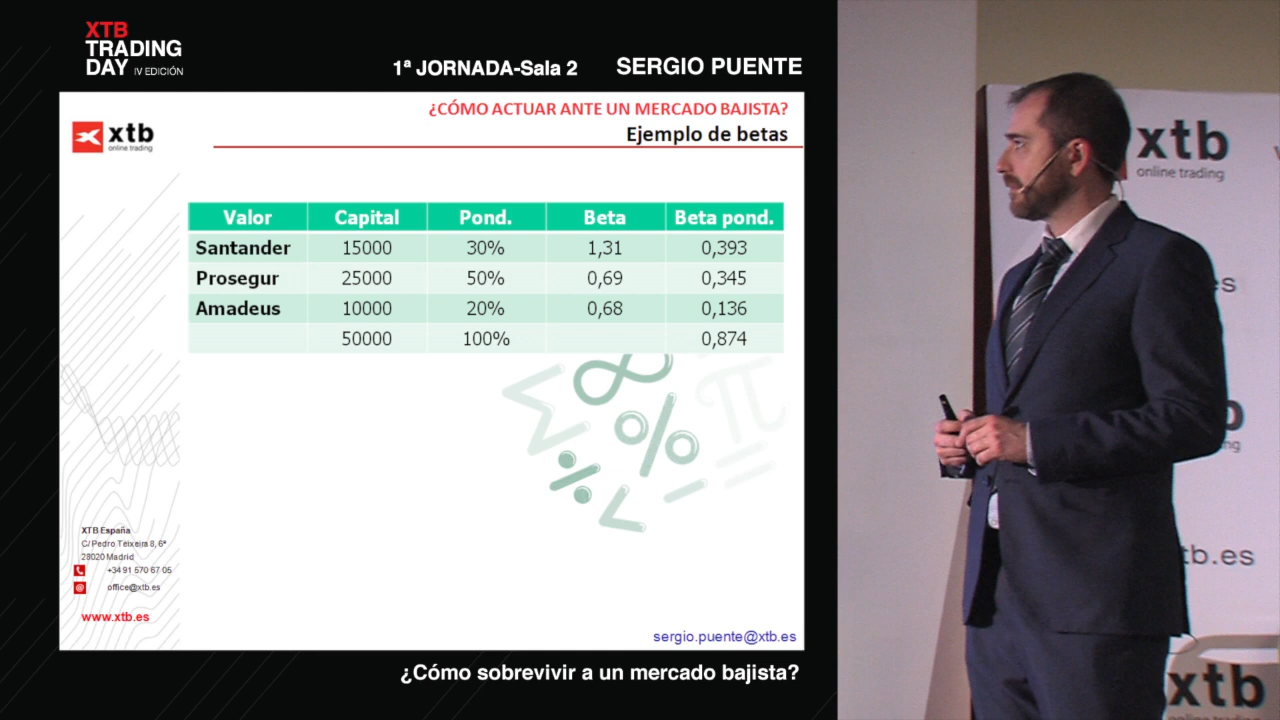 XTB
TRADING
DAY IV EDICIÓN
1ª JORNADA-Sala 2 SERGIO PUENTE
¿CÓMO ACTUAR ANTE UN MERCADO BAJISTA?
Ejemplo de betas
xtb
online trading
Valor Capital Pond. Beta Beta pond.
Santander 15000 30% 1,31 0,393
Prosegur 25000 50% 0,69 0,345
Amadeus 10000 20% 0,68 0,136
50000 100% 0,874
∞
Σ % π
XTB España
C/ Pedro Teixeira 8, 6ª
28020 Madrid
+34 91 570 67 05
office@xtb.es
www.xtb.es
sergio.puente@xtb.es
¿Cómo sobrevivir a un mercado bajista?
xtb
online trading
es
b
ng
tb.es
xtb